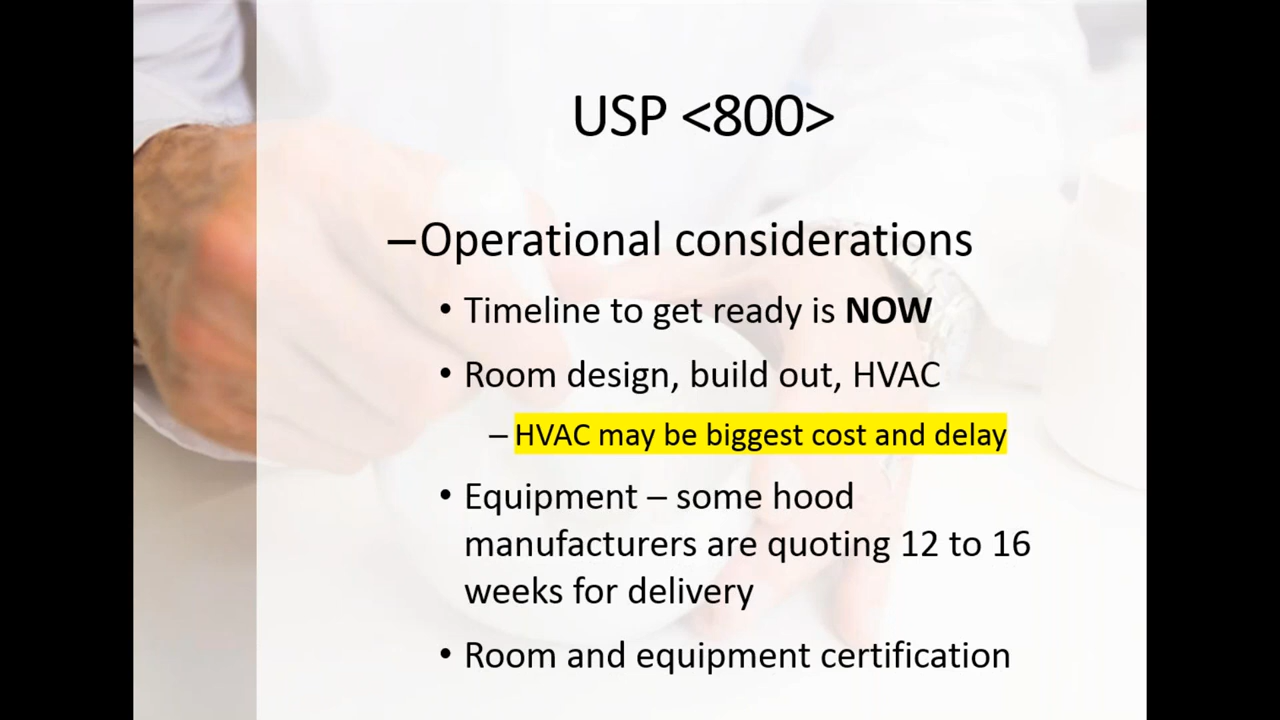 USP <800>
–Operational considerations
• Timeline to get ready is NOW
• Room design, build out, HVAC
– HVAC may be biggest cost and delay
• Equipment – some hood
manufacturers are quoting 12 to 16
weeks for delivery
• Room and equipment certification